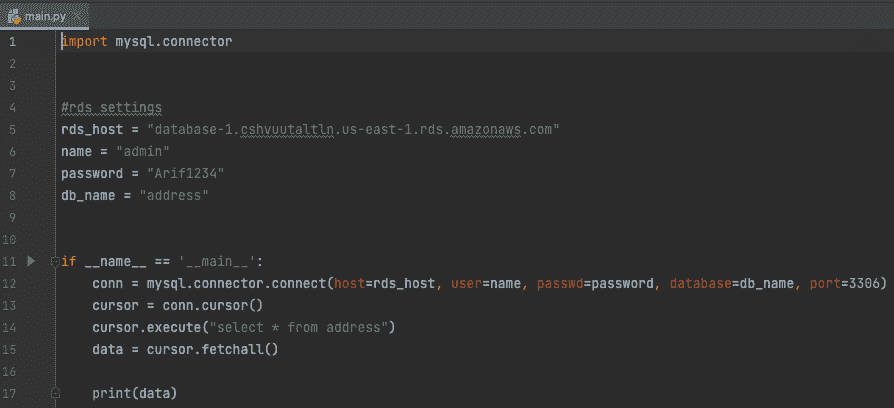 main.py
1 import mysql.connector
2
3
4 #rds settings
5 rds_host = "database-1.cshvuutaltln.us-east-1.rds.amazonaws.com"
6 name = "admin"
7 password = "Arif1234"
8 db_name = "address"
9
10
11 if __name__ == '__main__':
12     conn = mysql.connector.connect(host=rds_host, user=name, passwd=password, database=db_name, port=3306)
13     cursor = conn.cursor()
14     cursor.execute("select * from address")
15     data = cursor.fetchall()
16
17     print(data)